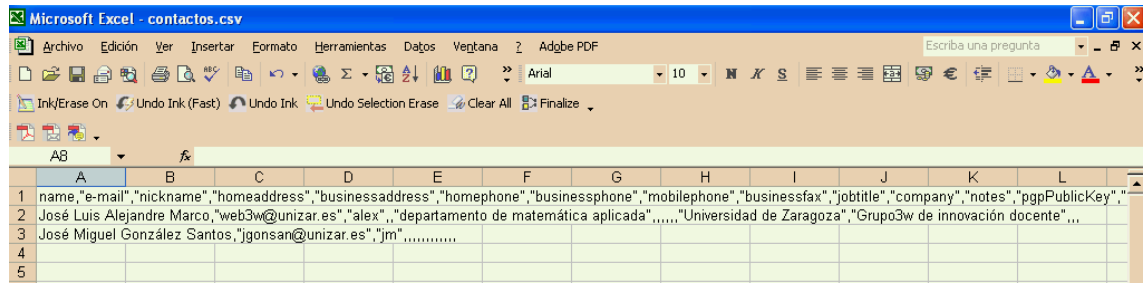 Microsoft Excel - contactos.csv
Archivo Edición Ver Insertar Formato Herramientas Datos Ventana ? Adobe PDF Escriba una pregunta
Arial 10 N K S €
Ink/Erase On Undo Ink (Fast) Undo Ink Undo Selection Erase Clear All Finalize
A8 fx
A B C D E F G H I J K L
1 name,"e-mail","nickname","homeaddress","businessaddress","homephone","businessphone","mobilephone","businessfax","jobtitle","company","notes","pgpPublicKey","
2 José Luis Alejandre Marco,"web3w@unizar.es","alex",,"departamento de matemática aplicada",,,,,,"Universidad de Zaragoza","Grupo3w de innovación docente",,,
3 José Miguel González Santos,"jgonsan@unizar.es","jm",,,,,,,,,,,,
4
5